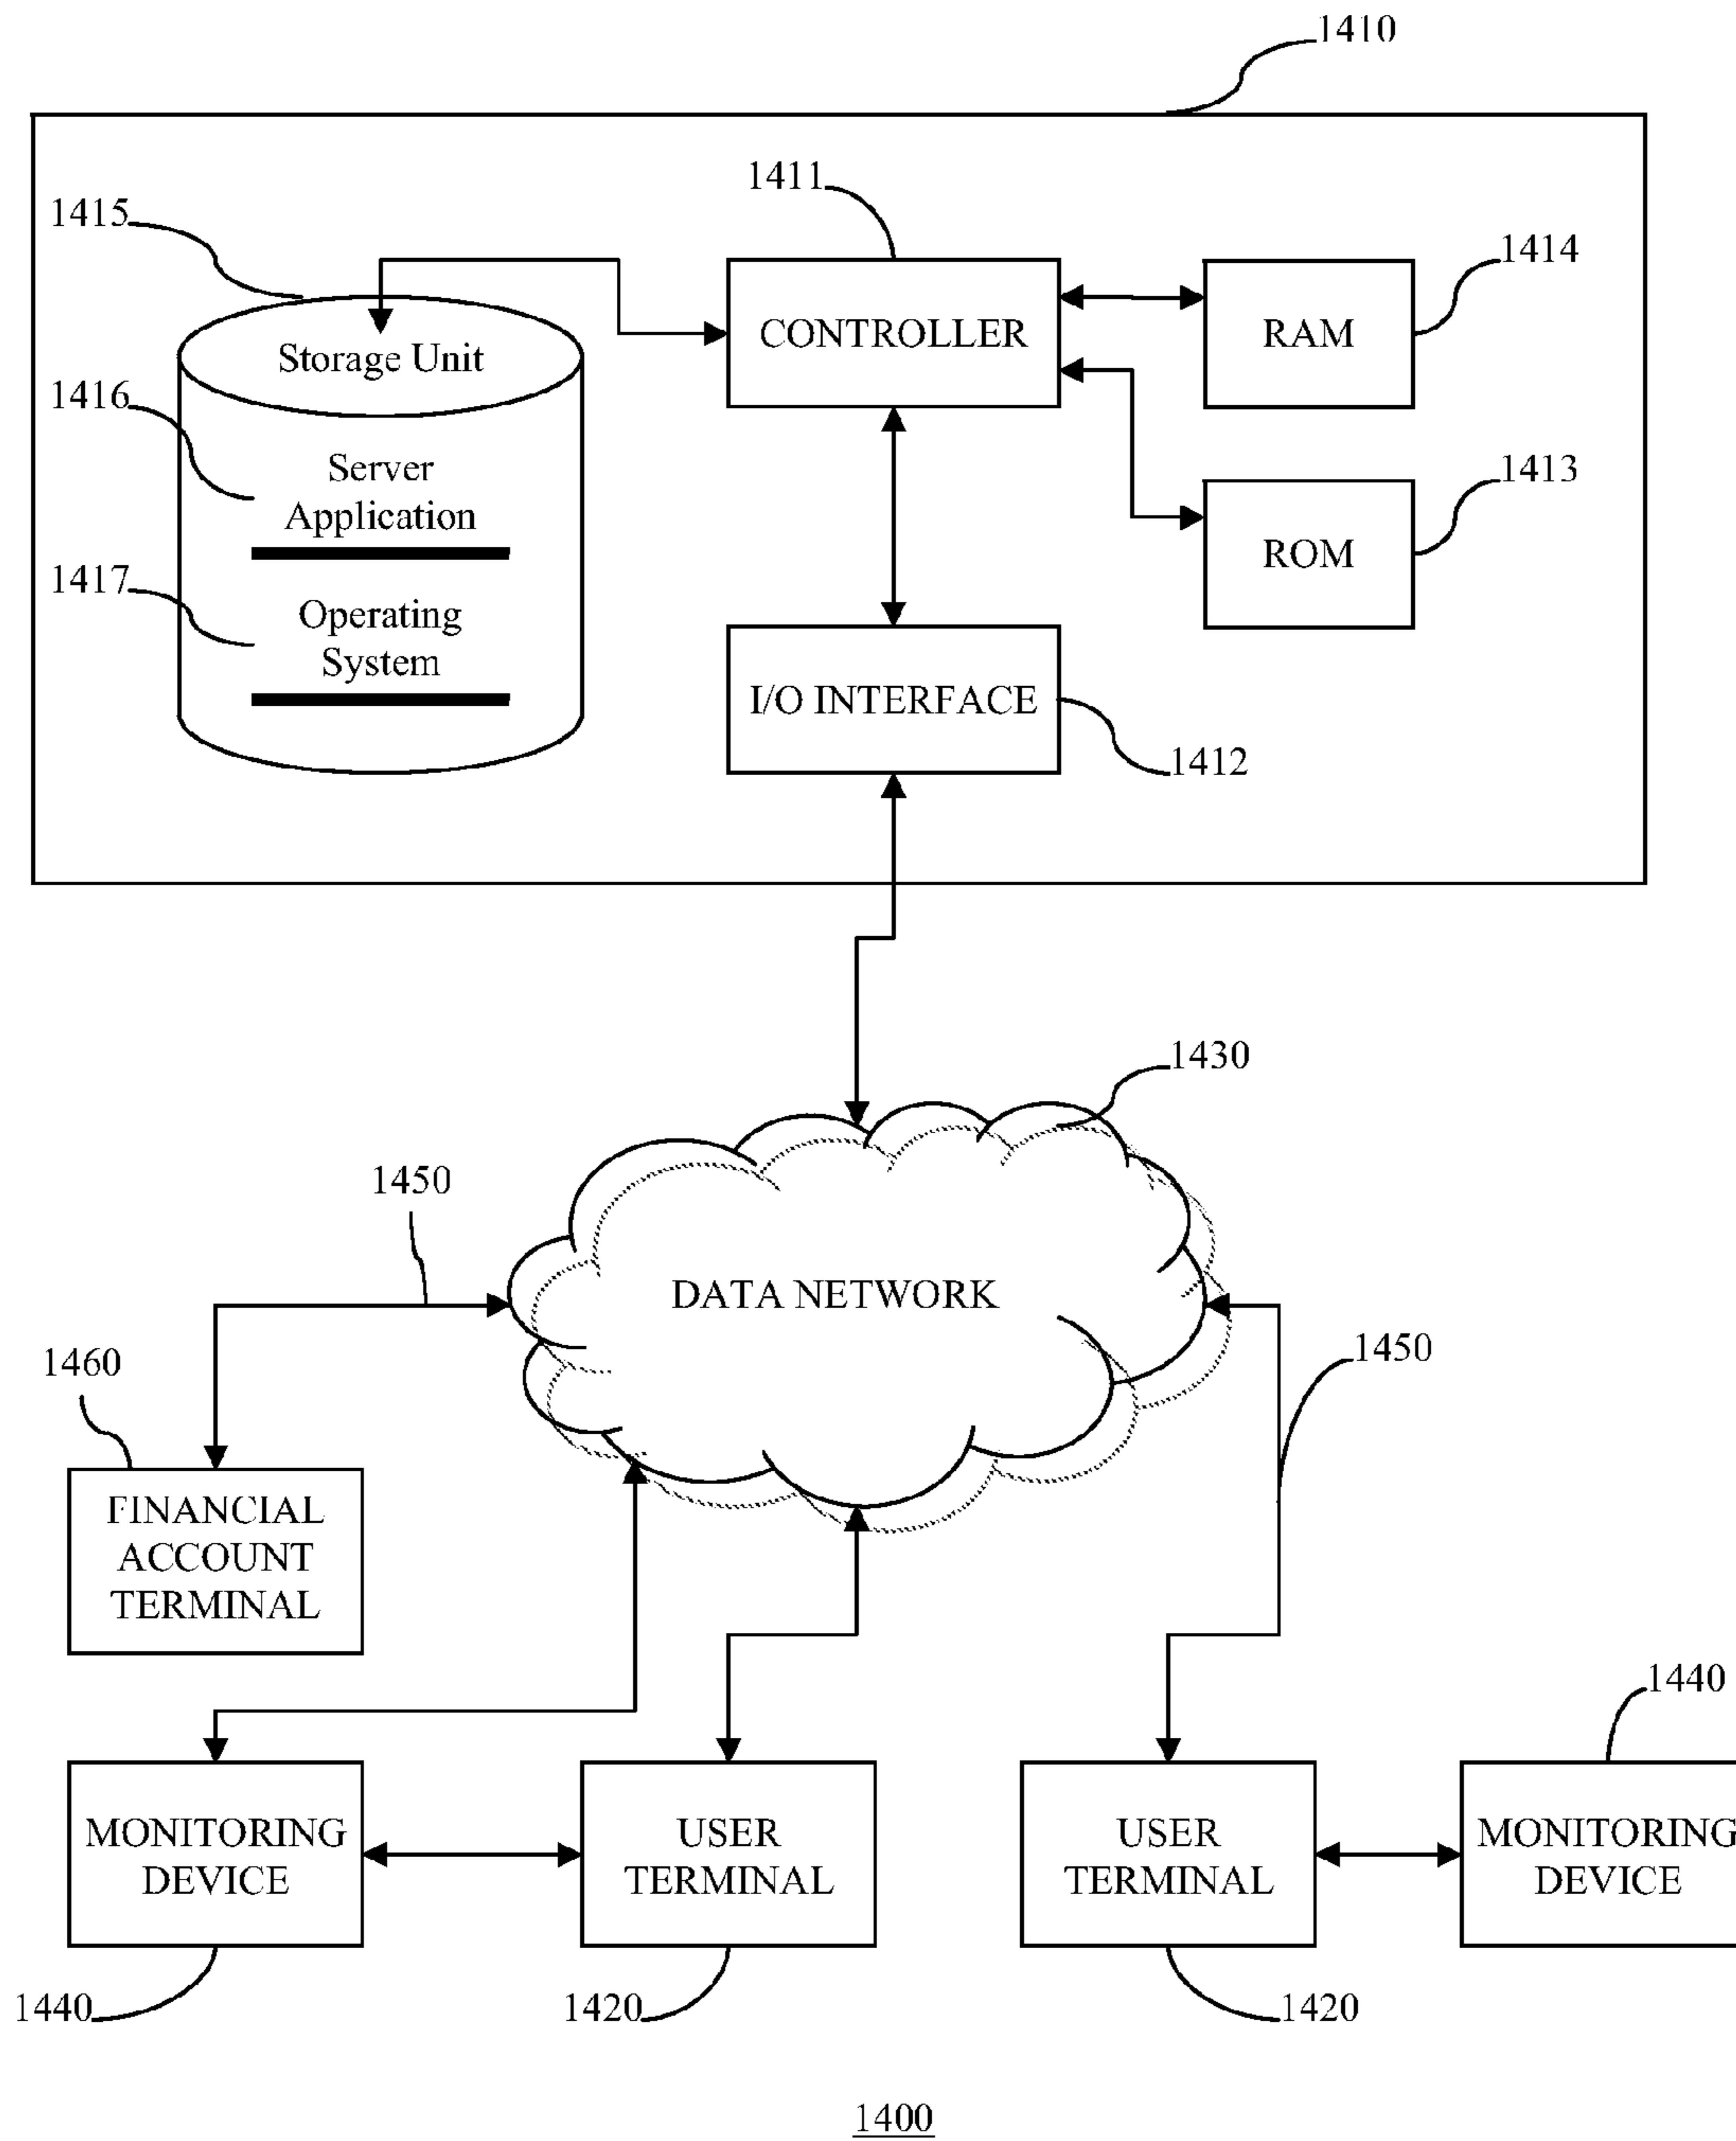 1410
1411
1415
1414
CONTROLLER
RAM
Storage Unit
1416
Server
Application
1413
ROM
1417
Operating
System
I/O INTERFACE
1412
1430
1450
DATA NETWORK
1460
1450
FINANCIAL
ACCOUNT
TERMINAL
1440
MONITORING
DEVICE
USER
TERMINAL
USER
TERMINAL
MONITORING
DEVICE
1440
1420
1420
1400